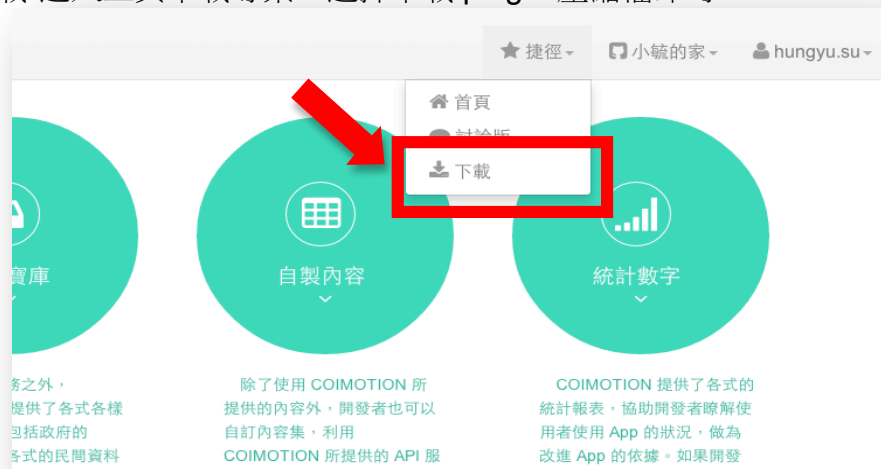 捷徑
小毓的家
hungyu.su
首頁
討論版
下載
寶庫
自製內容
統計數字
務之外，
提供了各式各樣
包括政府的
各式的民間資料
除了使用 COIMOTION 所
提供的內容外，開發者也可以
自訂內容集，利用
COIMOTION 所提供的 API 服
COIMOTION 提供了各式的
統計報表，協助開發者瞭解使
用者使用 App 的狀況，做為
改進 App 的依據。如果開發